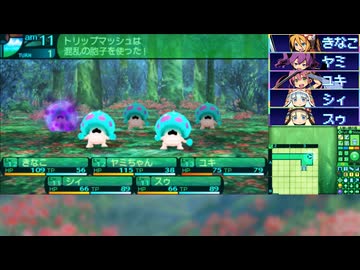 am 11
1
トリップマッシュは
混乱の胞子を使った！
きなこ
ヤミ
ユキ
シィ
スゥ
きなこ
HP 109 TP 56
ヤミちゃん
HP 115 TP 38
ユキ
HP 75 TP 79
シィ
HP 66 TP 89
スゥ
HP 66 TP 89